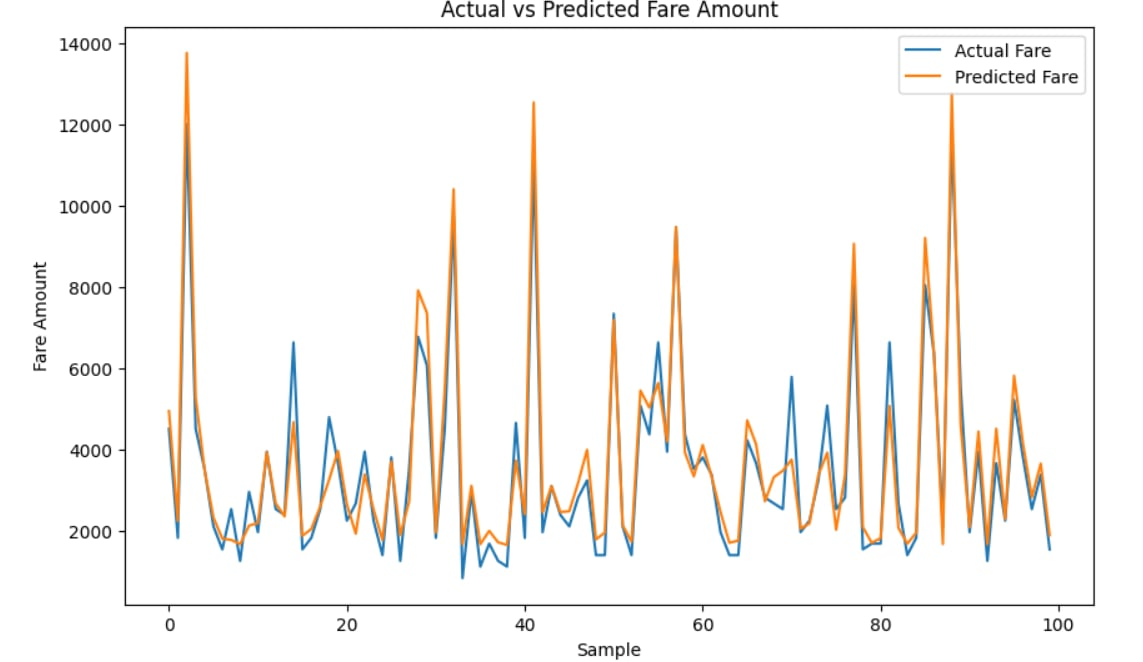 Actual vs Predicted Fare Amount
Actual Fare
Predicted Fare
14000
12000
10000
8000
6000
4000
2000
Fare Amount
0 20 40 60 80 100
Sample